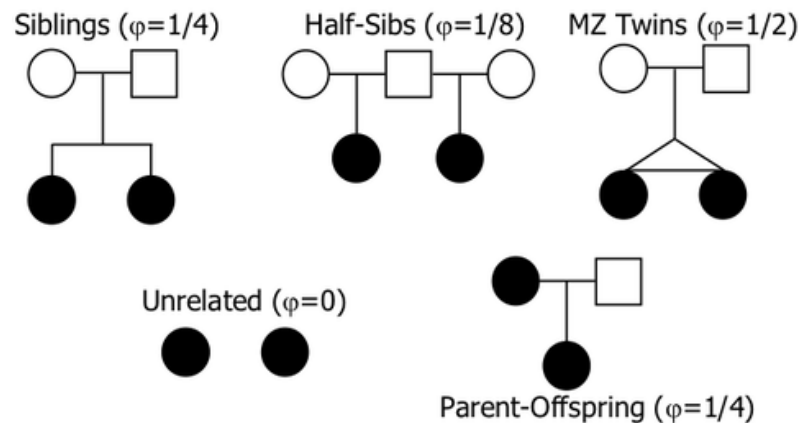 Siblings (φ=1/4)
Half-Sibs (φ=1/8)
MZ Twins (φ=1/2)
Unrelated (φ=0)
Parent-Offspring (φ=1/4)